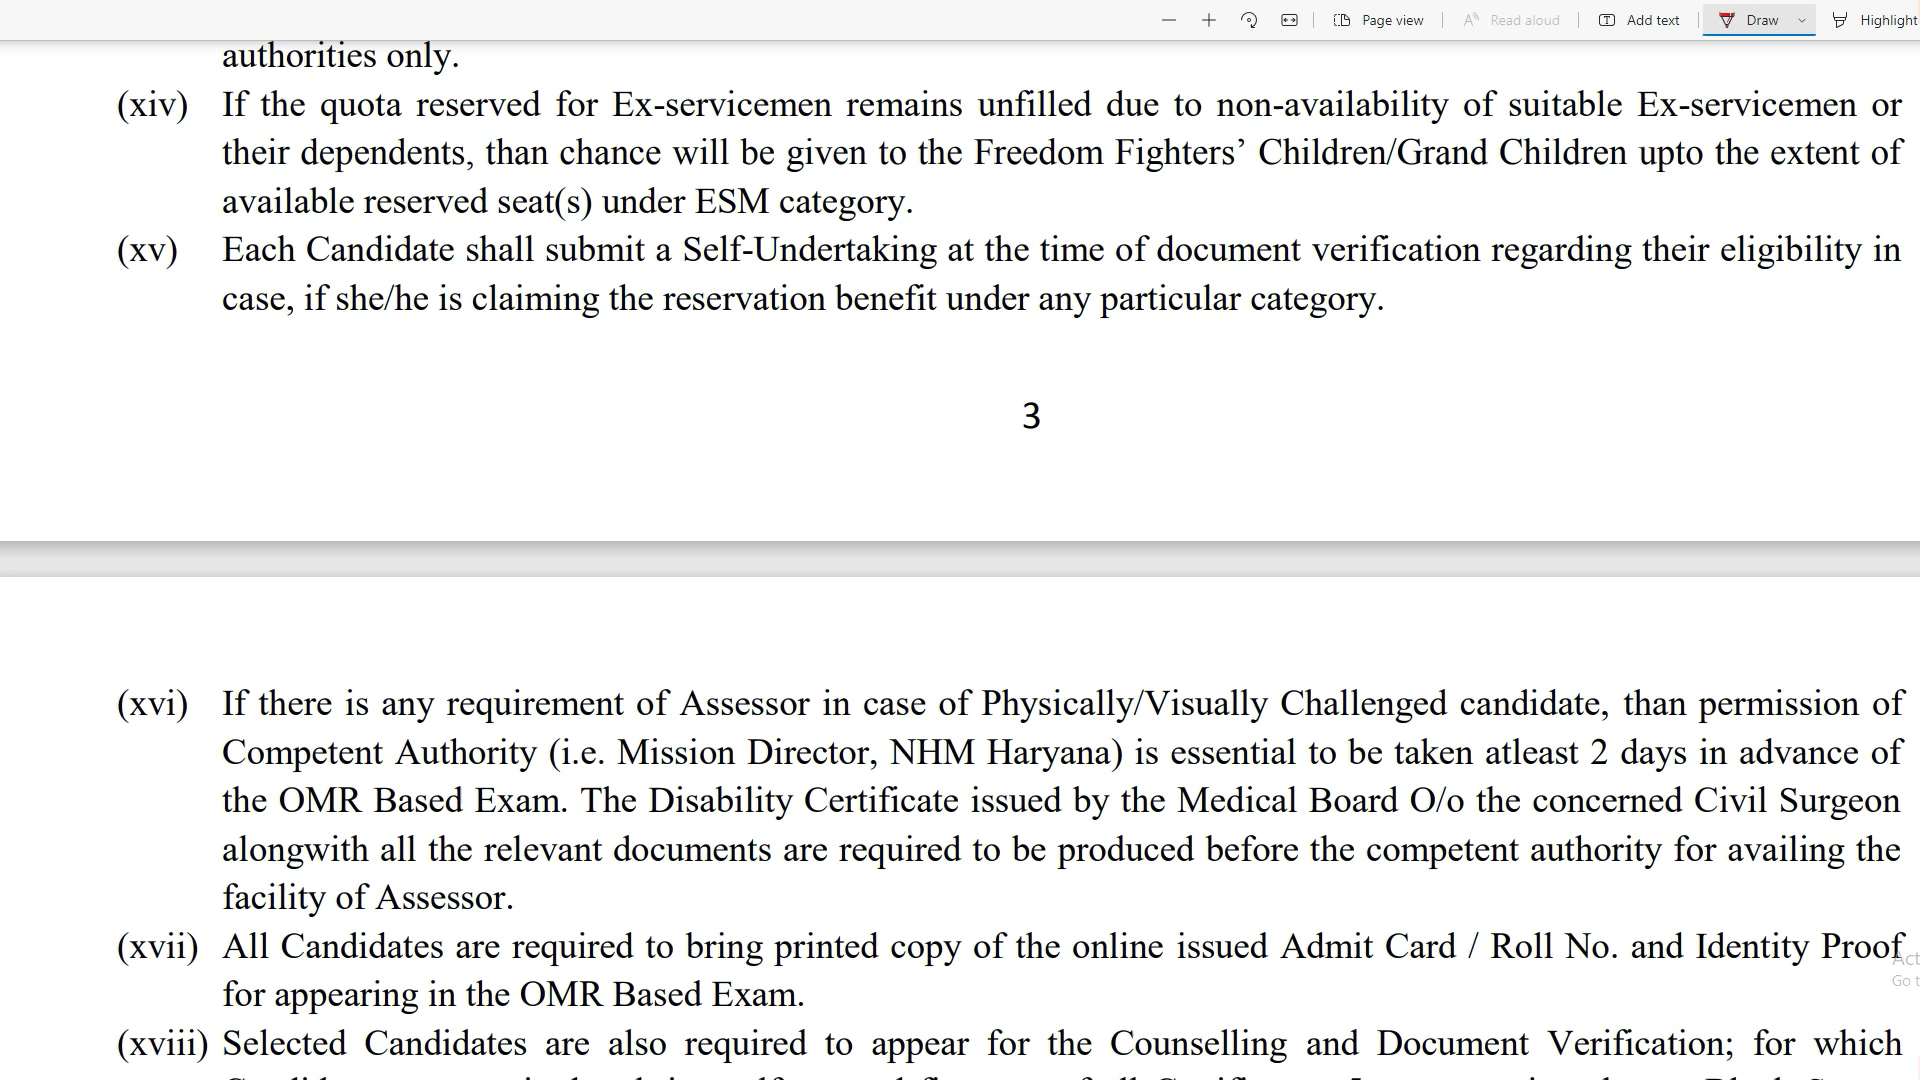 Page view
Read aloud
Add text
Draw
Highlight
authorities only.
(xiv) If the quota reserved for Ex-servicemen remains unfilled due to non-availability of suitable Ex-servicemen or
their dependents, than chance will be given to the Freedom Fighters’ Children/Grand Children upto the extent of
available reserved seat(s) under ESM category.
(xv) Each Candidate shall submit a Self-Undertaking at the time of document verification regarding their eligibility in
case, if she/he is claiming the reservation benefit under any particular category.
3
(xvi) If there is any requirement of Assessor in case of Physically/Visually Challenged candidate, than permission of
Competent Authority (i.e. Mission Director, NHM Haryana) is essential to be taken atleast 2 days in advance of
the OMR Based Exam. The Disability Certificate issued by the Medical Board O/o the concerned Civil Surgeon
alongwith all the relevant documents are required to be produced before the competent authority for availing the
facility of Assessor.
(xvii) All Candidates are required to bring printed copy of the online issued Admit Card / Roll No. and Identity Proof
for appearing in the OMR Based Exam.
(xviii) Selected Candidates are also required to appear for the Counselling and Document Verification; for which